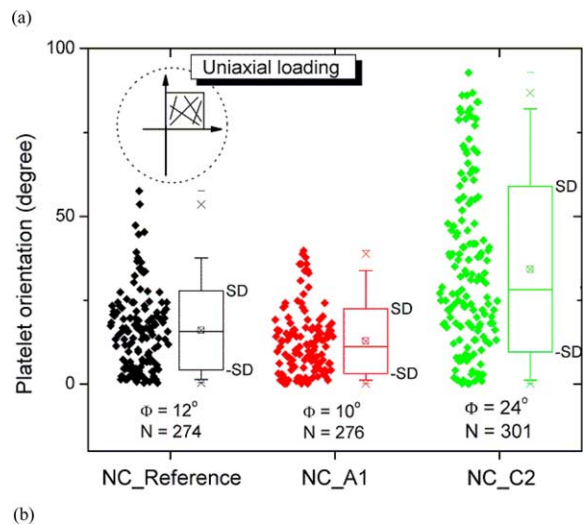 (a)
100
Uniaxial loading
Platelet orientation (degree)
50
SD
SD
SD
-SD
-SD
-SD
0
Φ = 12°
N = 274
Φ = 10°
N = 276
Φ = 24°
N = 301
NC_Reference
NC_A1
NC_C2
(b)